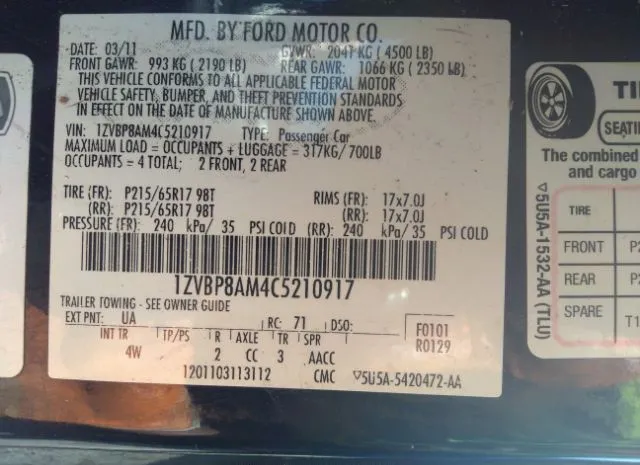 MFD. BY FORD MOTOR CO.
DATE: 03/11 GVWR: 2041 KG ( 4500 LB)
FRONT GAWR: 993 KG ( 2190 LB) REAR GAWR: 1066 KG ( 2350 LB)
THIS VEHICLE CONFORMS TO ALL APPLICABLE FEDERAL MOTOR
VEHICLE SAFETY, BUMPER, AND THEFT PREVENTION STANDARDS
IN EFFECT ON THE DATE OF MANUFACTURE SHOWN ABOVE.
VIN: 1ZVBP8AM4C5210917 TYPE: Passenger Car
MAXIMUM LOAD = OCCUPANTS + LUGGAGE = 317KG/ 700LB
OCCUPANTS = 4 TOTAL; 2 FRONT, 2 REAR
TIRE (FR): P215/65R17 98T RIMS (FR): 17x7.0J
(RR): P215/65R17 98T (RR): 17x7.0J
PRESSURE (FR): 240 kPa/ 35 PSI COLD (RR): 240 kPa/ 35 PSI COLD
1ZVBP8AM4C5210917
TRAILER TOWING - SEE OWNER GUIDE
EXT PNT: UA RC: 71 DSO: F0101
INT TR TP/PS R AXLE TR SPR R0129
4W 2 CC 3 AACC
1201103113112 CMC ▽5U5A-5420472-AA
TI
SEATI
The combined
and cargo
TIRE
FRONT P2
REAR P2
SPARE T1
▽5U5A-1532-AA (TLU)